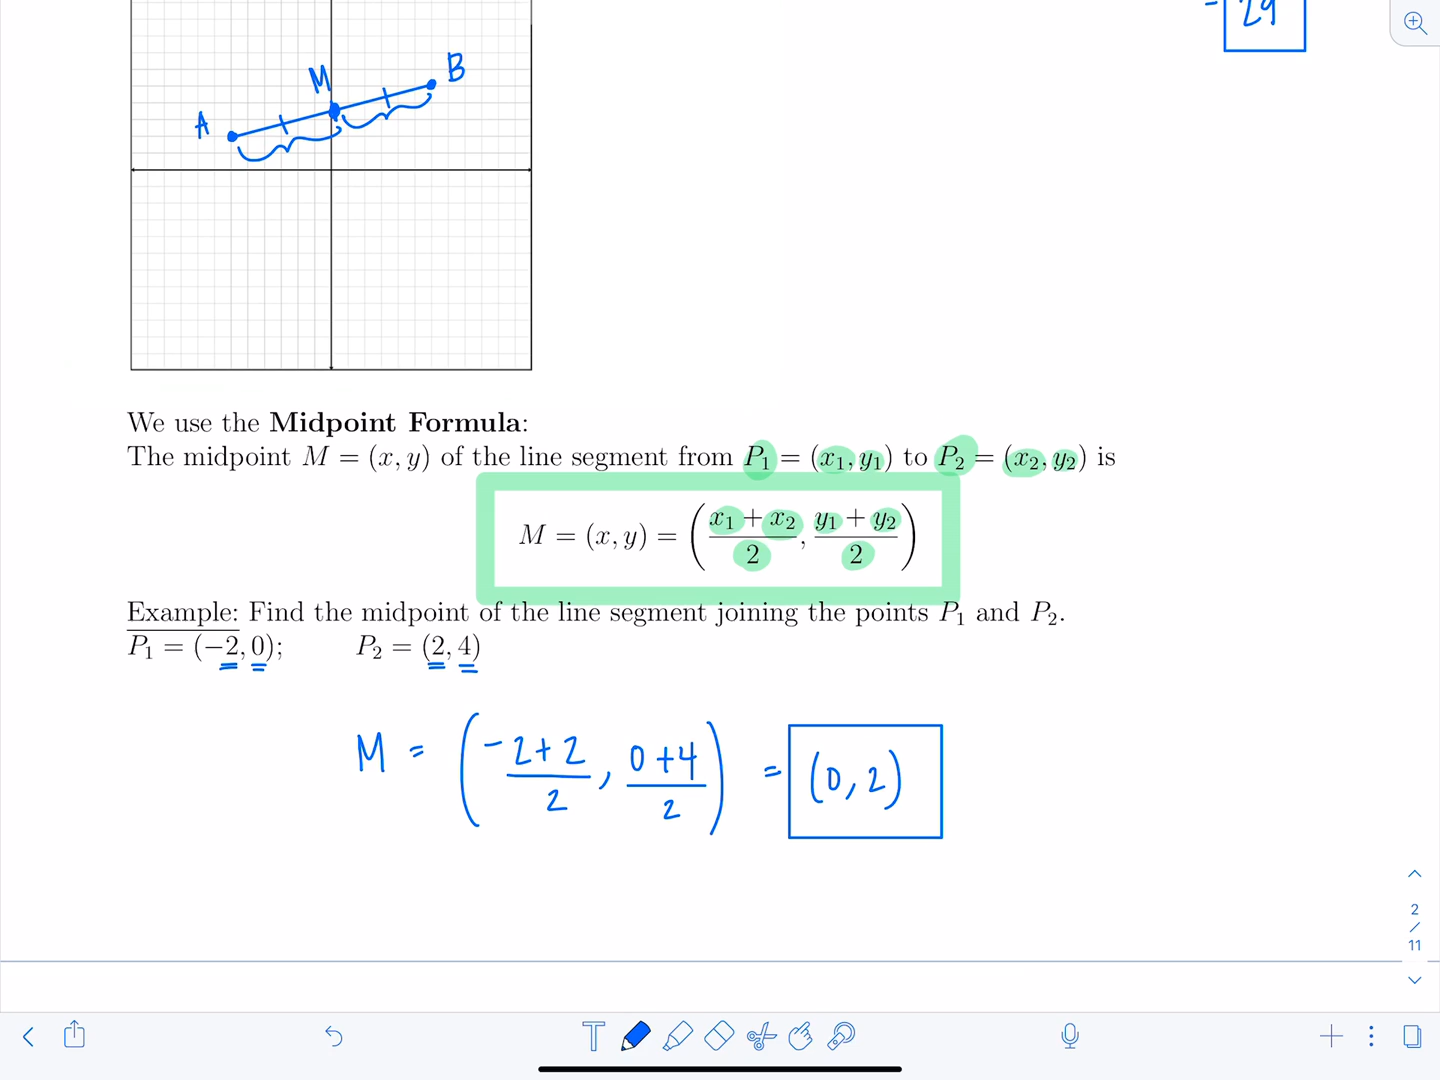 = 29
B
M
A
We use the Midpoint Formula:
The midpoint M = (x, y) of the line segment from P₁ = (x₁, y₁) to P₂ = (x₂, y₂) is
M = (x, y) = ( (x₁ + x₂)/2 , (y₁ + y₂)/2 )
Example: Find the midpoint of the line segment joining the points P₁ and P₂.
P₁ = (−2, 0); P₂ = (2, 4)
M = ( (-2+2)/2 , (0+4)/2 ) = (0, 2)
2
/
11
T